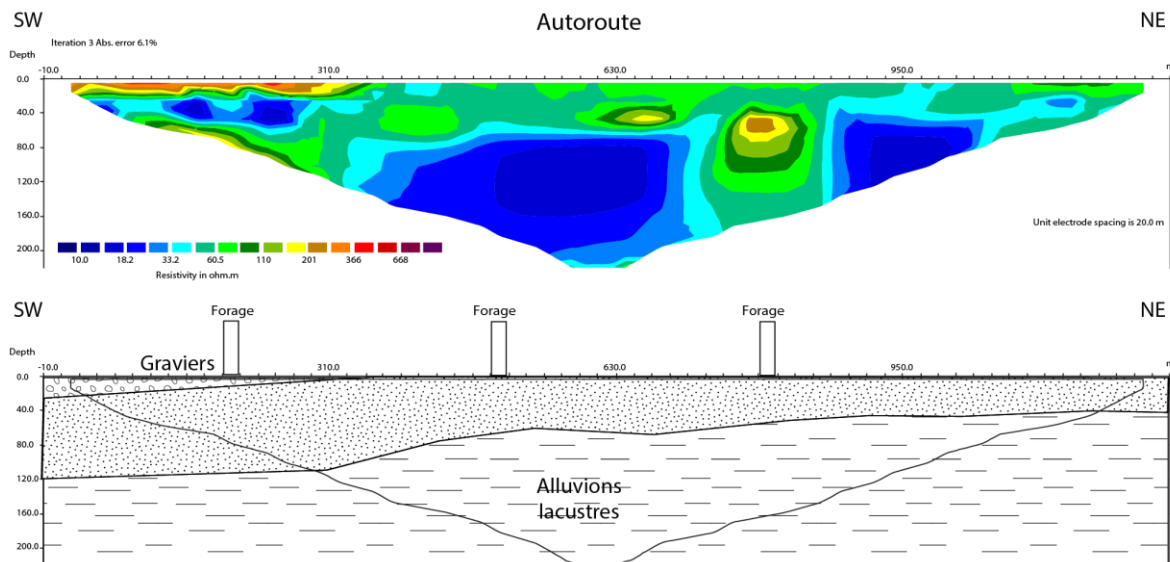 SW Autoroute NE
Iteration 3 Abs. error 6.1%
Depth
-10.0 310.0 630.0 950.0
0.0
40.0
80.0
120.0
160.0
200.0
Unit electrode spacing is 20.0 m
10.0 18.2 33.2 60.5 110 201 366 668
Resistivity in ohm.m
SW NE
Forage Forage Forage
Graviers
Depth
-10.0 310.0 630.0 950.0
0.0
40.0
80.0
120.0
160.0
200.0
Alluvions
lacustres